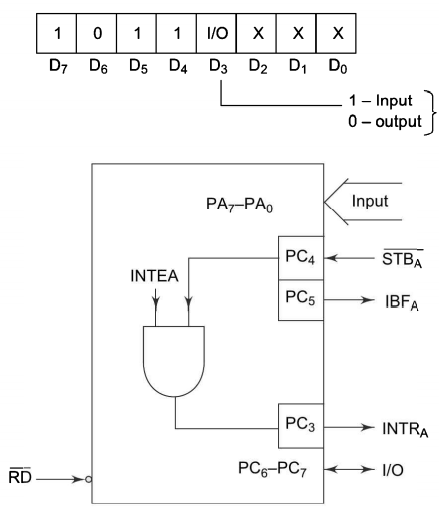 1 0 1 1 I/O X X X
D7 D6 D5 D4 D3 D2 D1 D0
1 – Input
0 – output
PA7–PA0
Input
PC4
STBA
INTEA
PC5
IBFA
PC3
INTRA
PC6–PC7
I/O
RD